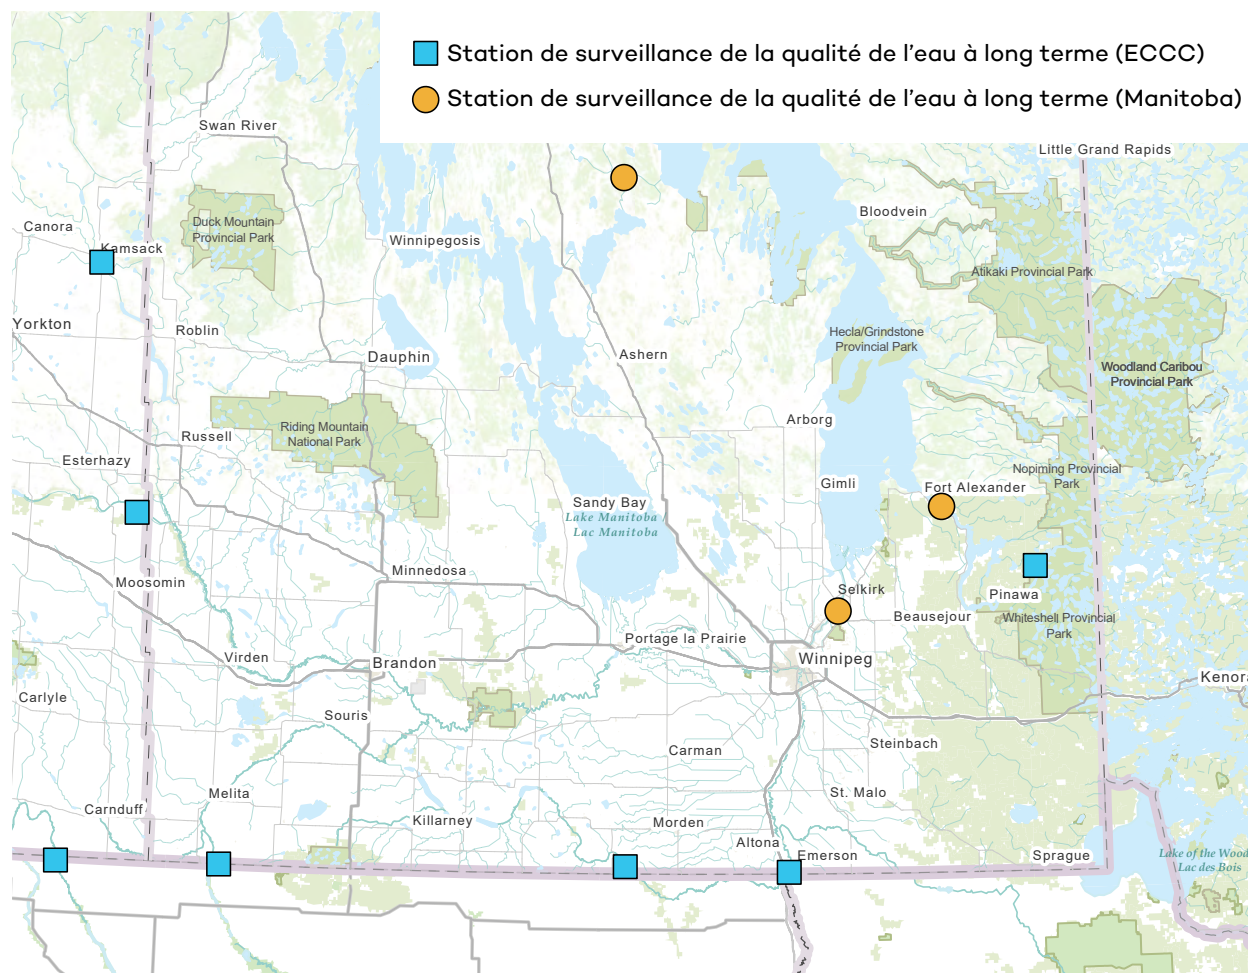 Station de surveillance de la qualité de l’eau à long terme (ECCC)
Station de surveillance de la qualité de l’eau à long terme (Manitoba)
Swan River
Little Grand Rapids
Canora
Duck Mountain
Provincial Park
Bloodvein
Kamsack
Winnipegosis
Atikaki Provincial Park
Yorkton
Roblin
Hecla/Grindstone
Provincial Park
Dauphin
Ashern
Woodland Caribou
Provincial Park
Arborg
Riding Mountain
National Park
Russell
Esterhazy
Nopiming Provincial
Park
Gimli
Fort Alexander
Sandy Bay
Lake Manitoba /
Lac Manitoba
Minnedosa
Moosomin
Selkirk
Pinawa
Beausejour
Whiteshell Provincial
Park
Portage la Prairie
Virden
Brandon
Winnipeg
Kenora
Carlyle
Souris
Carman
Steinbach
Melita
St. Malo
Carnduff
Killarney
Morden
Altona
Emerson
Sprague
Lake of the Wood
Lac des Bois